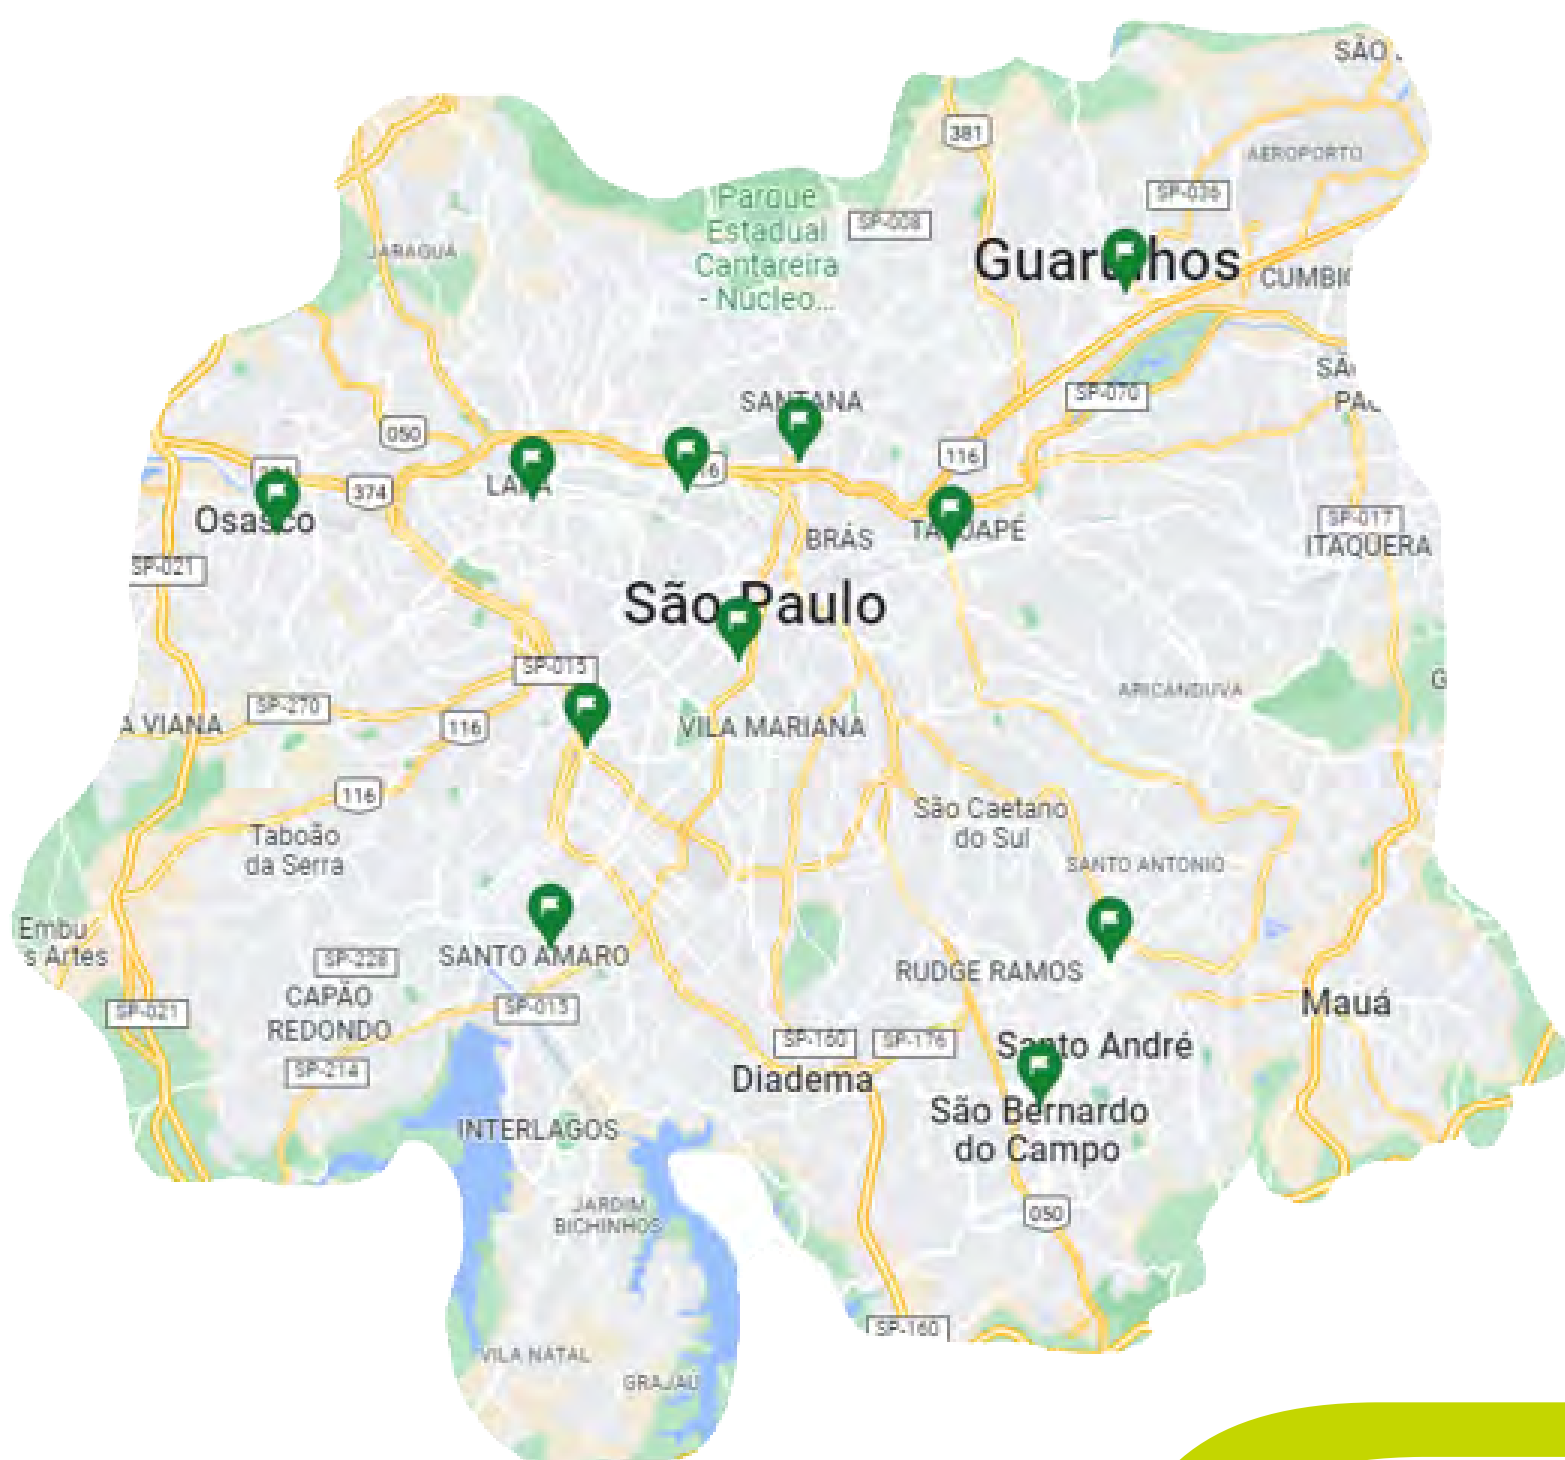 SÃO
381
AEROPORTO
SP-036
Parque
Estadual
Cantareira
- Núcleo...
SP-008
JARAGUÁ
Guarulhos
CUMBIC
SÃ
SANTANA
SP-070
050
116
LAPA
374
Osasco
SP-017
ITAQUERA
BRÁS
TATUAPÉ
SP-021
São Paulo
SP-015
ARICANDUVA
G
SP-270
A VIANA
116
VILA MARIANA
116
São Caetano
do Sul
Taboão
da Serra
SANTO ANTONIO
Embu
s Artes
SANTO AMARO
SP-228
RUDGE RAMOS
CAPÃO
REDONDO
SP-015
SP-021
Mauá
SP-160
SP-176
Santo André
SP-214
Diadema
São Bernardo
do Campo
INTERLAGOS
JARDIM
BICHINHOS
050
SP-160
VILA NATAL
GRAJAÚ